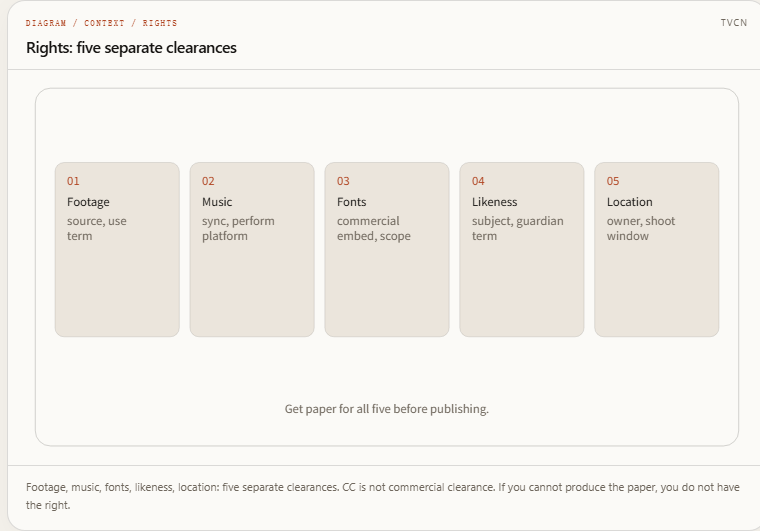 DIAGRAM / CONTEXT / RIGHTS
TVCN
Rights: five separate clearances
01
Footage
source, use
term
02
Music
sync, perform
platform
03
Fonts
commercial
embed, scope
04
Likeness
subject, guardian
term
05
Location
owner, shoot
window
Get paper for all five before publishing.
Footage, music, fonts, likeness, location: five separate clearances. CC is not commercial clearance. If you cannot produce the paper, you do not have
the right.